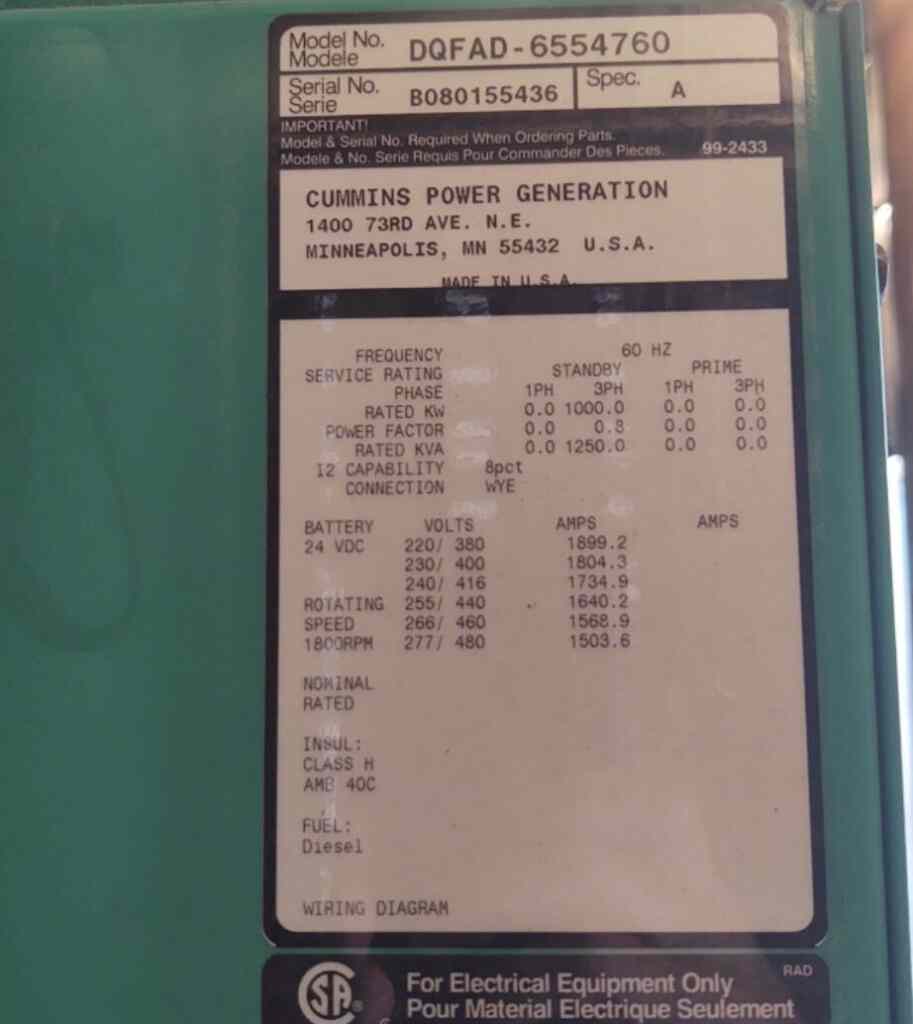 Model No. DQFAD-6554760
Modele
Serial No. B080155436 Spec. A
Serie
IMPORTANT!
Model & Serial No. Required When Ordering Parts.
Modele & No. Serie Requis Pour Commander Des Pieces. 99-2433
CUMMINS POWER GENERATION
1400 73RD AVE. N.E.
MINNEAPOLIS, MN 55432 U.S.A.
MADE IN U.S.A.
FREQUENCY 60 HZ
SERVICE RATING STANDBY PRIME
PHASE 1PH 3PH 1PH 3PH
RATED KW 0.0 1000.0 0.0 0.0
POWER FACTOR 0.0 0.8 0.0 0.0
RATED KVA 0.0 1250.0 0.0 0.0
I2 CAPABILITY 8pct
CONNECTION WYE
BATTERY VOLTS AMPS AMPS
24 VDC 220/ 380 1899.2
230/ 400 1804.3
240/ 416 1734.9
ROTATING 255/ 440 1640.2
SPEED 266/ 460 1568.9
1800RPM 277/ 480 1503.6
NOMINAL
RATED
INSUL:
CLASS H
AMB 40C
FUEL:
Diesel
WIRING DIAGRAM
RAD
SA® For Electrical Equipment Only
Pour Material Electrique Seulement